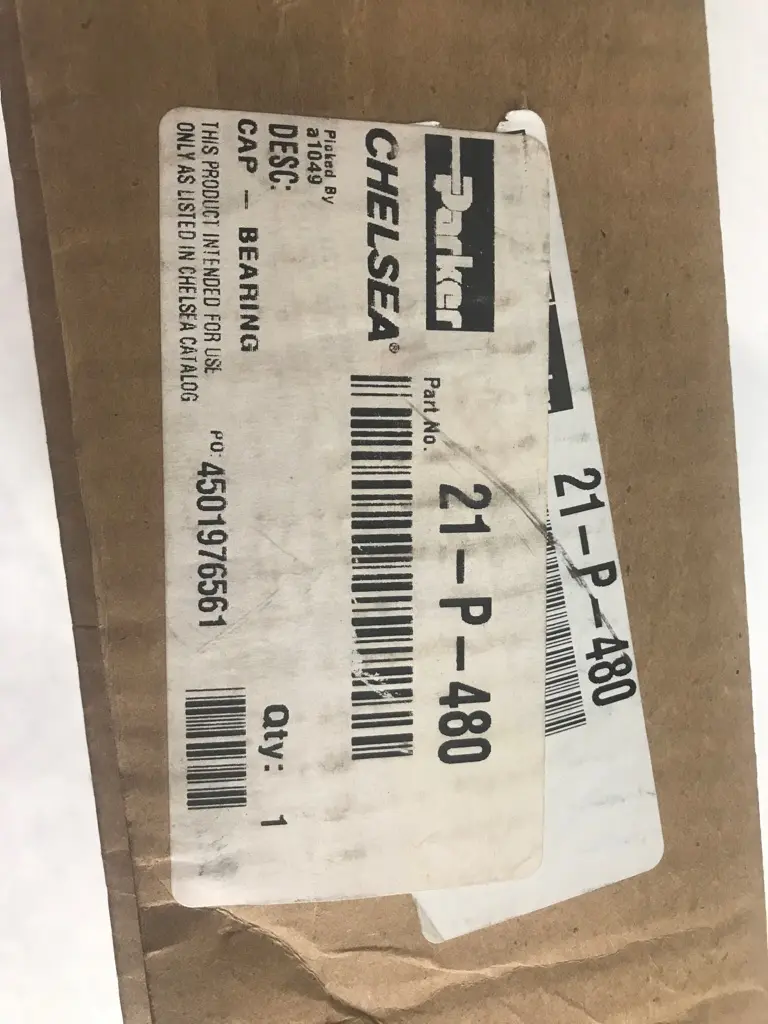 Parker
CHELSEA®
Part No. 21-P-480
Picked By
a1049
DESC:
CAP - BEARING
THIS PRODUCT INTENDED FOR USE
ONLY AS LISTED IN CHELSEA CATALOG
PO: 4501976561
Qty: 1
21-P-480